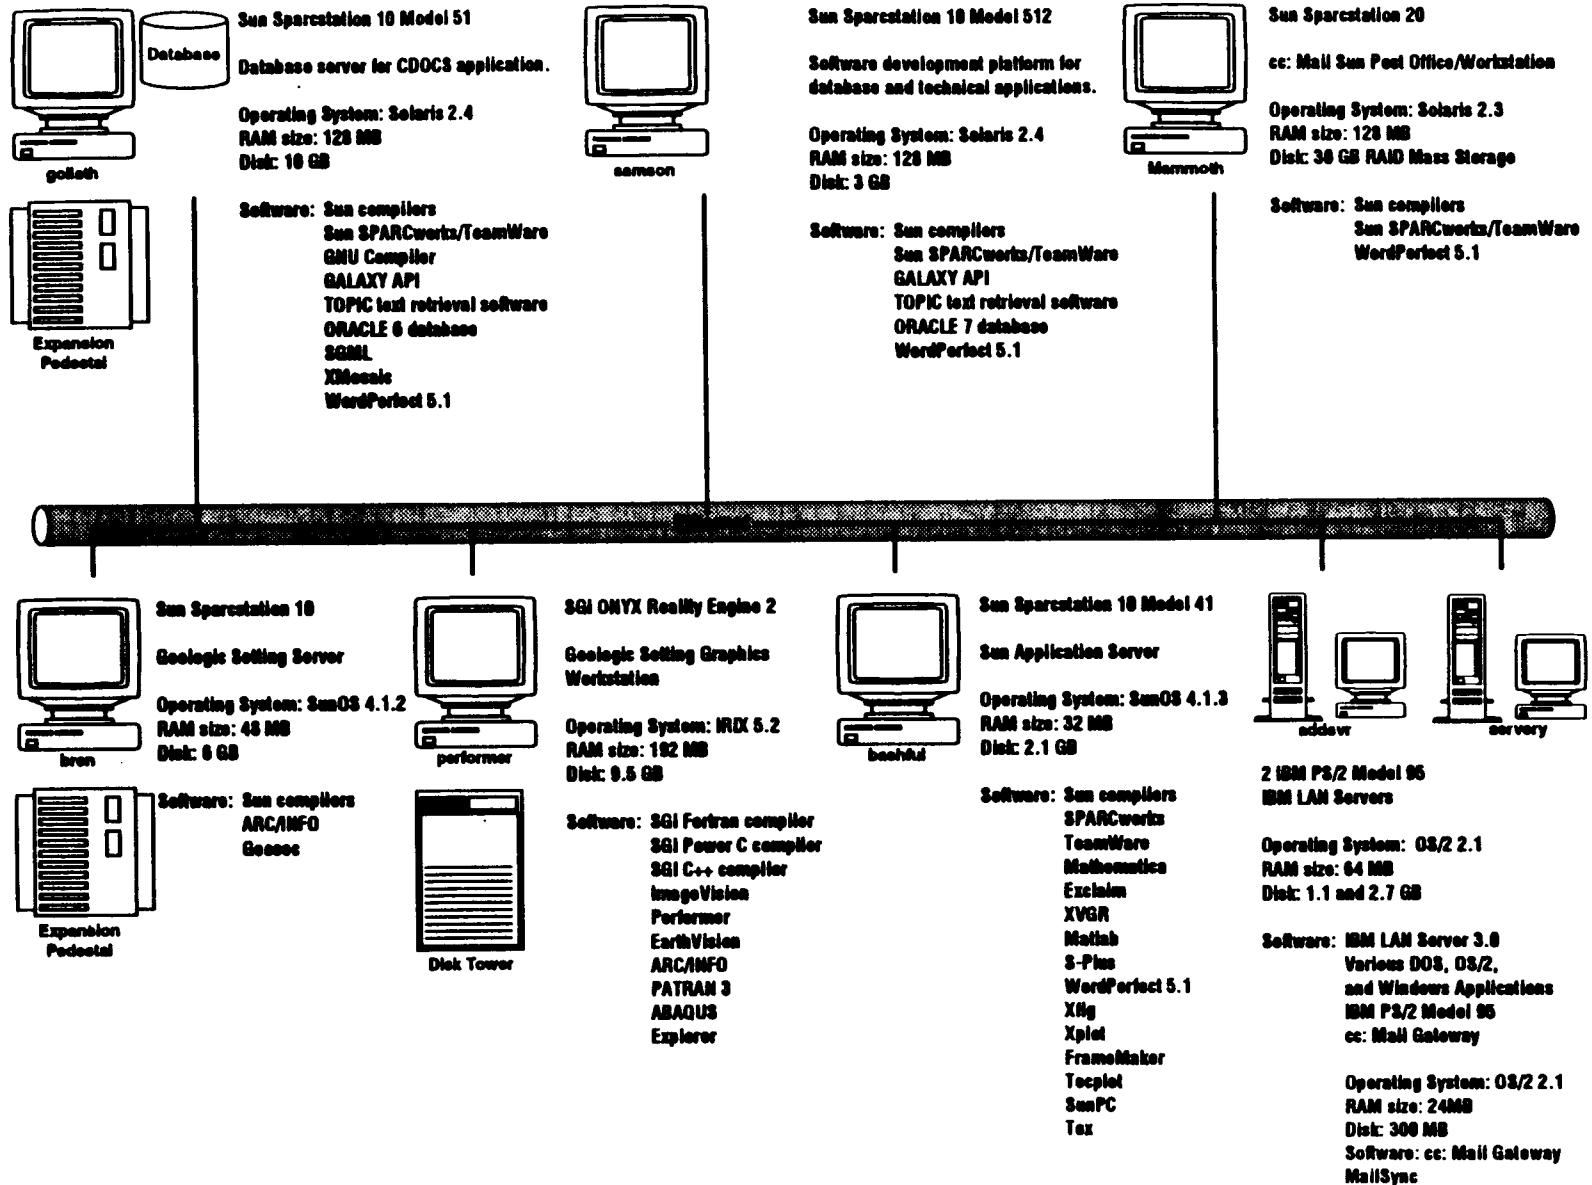 Sun Sparcstation 10 Model 51
Database
Database server for CDOCS application.
Operating System: Solaris 2.4
RAM size: 128 MB
Disk: 10 GB
goliath
Expansion
Pedestal
Software: Sun compilers
Sun SPARCworks/TeamWare
GNU Compiler
GALAXY API
TOPIC text retrieval software
ORACLE 6 database
SGML
XMosaic
WordPerfect 5.1
samson
Sun Sparcstation 10 Model 512
Software development platform for
database and technical applications.
Operating System: Solaris 2.4
RAM size: 128 MB
Disk: 3 GB
Software: Sun compilers
Sun SPARCworks/TeamWare
GALAXY API
TOPIC text retrieval software
ORACLE 7 database
WordPerfect 5.1
Mammoth
Sun Sparcstation 20
cc: Mail Sun Post Office/Workstation
Operating System: Solaris 2.3
RAM size: 128 MB
Disk: 30 GB RAID Mass Storage
Software: Sun compilers
Sun SPARCworks/TeamWare
WordPerfect 5.1
bren
Expansion
Pedestal
Sun Sparcstation 10
Geologic Setting Server
Operating System: SunOS 4.1.2
RAM size: 48 MB
Disk: 6 GB
Software: Sun compilers
ARC/INFO
Geosec
performer
Disk Tower
SGI ONYX Reality Engine 2
Geologic Setting Graphics
Workstation
Operating System: IRIX 5.2
RAM size: 192 MB
Disk: 9.5 GB
Software: SGI Fortran compiler
SGI Power C compiler
SGI C++ compiler
ImageVision
Performer
EarthVision
ARC/INFO
PATRAN 3
ABAQUS
Explorer
bashful
Sun Sparcstation 10 Model 41
Sun Application Server
Operating System: SunOS 4.1.3
RAM size: 32 MB
Disk: 2.1 GB
Software: Sun compilers
SPARCworks
TeamWare
Mathematica
Exclaim
XVGR
Matlab
S-Plus
WordPerfect 5.1
Xfig
Xplot
FrameMaker
Tecplot
SunPC
Tex
addsvr
servery
2 IBM PS/2 Model 95
IBM LAN Servers
Operating System: OS/2 2.1
RAM size: 64 MB
Disk: 1.1 and 2.7 GB
Software: IBM LAN Server 3.0
Various DOS, OS/2,
and Windows Applications
IBM PS/2 Model 95
cc: Mail Gateway
Operating System: OS/2 2.1
RAM size: 24MB
Disk: 300 MB
Software: cc: Mail Gateway
MailSync